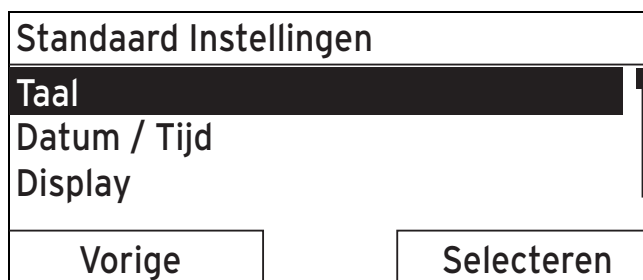 Standaard Instellingen
Taal
Datum / Tijd
Display
Vorige
Selecteren